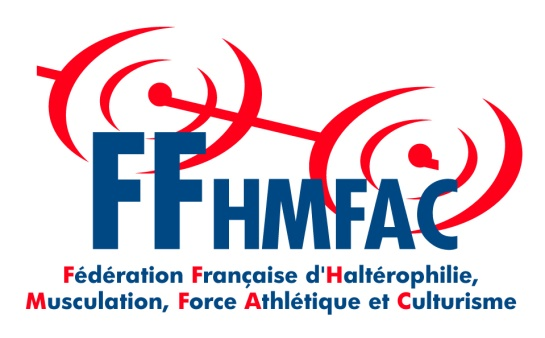 FFHMFAC
Fédération Française d'Haltérophilie,
Musculation, Force Athlétique et Culturisme